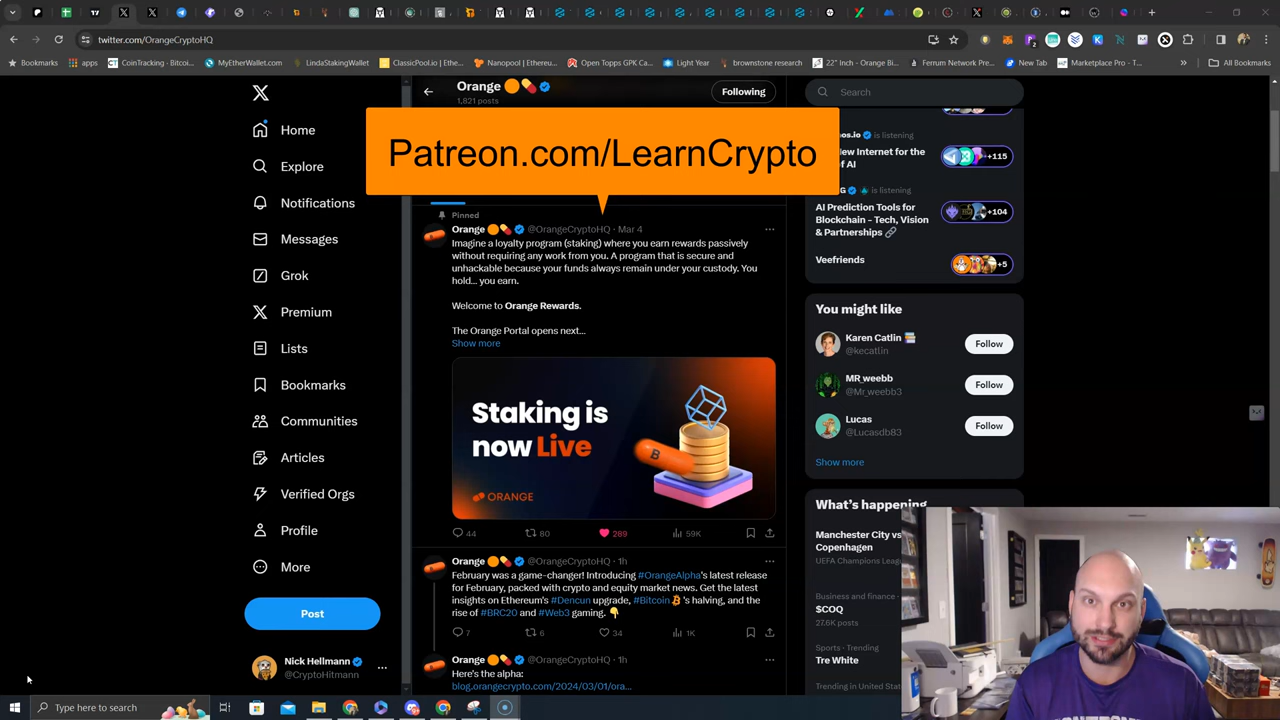 twitter.com/OrangeCryptoHQ
Bookmarks
apps
CoinTracking · Bitcoi...
MyEtherWallet.com
LindaStakingWallet
ClassicPool.io | Ethe...
Nanopool | Ethereu...
Open Topps GPK Ca...
Light Year
brownstone research
22" Inch - Orange Bi...
Ferrum Network Pre...
New Tab
Marketplace Pro - T...
All Bookmarks
Home
Explore
Notifications
Messages
Grok
Premium
Lists
Bookmarks
Communities
Articles
Verified Orgs
Profile
More
Post
Nick Hellmann
@CryptoHitmann
Orange
1,821 posts
Following
Patreon.com/LearnCrypto
Pinned
Orange @OrangeCryptoHQ · Mar 4
Imagine a loyalty program (staking) where you earn rewards passively
without requiring any work from you. A program that is secure and
unhackable because your funds always remain under your custody. You
hold... you earn.
Welcome to Orange Rewards.
The Orange Portal opens next...
Show more
Staking is
now Live
B
ORANGE
44 80 289 59K
Orange @OrangeCryptoHQ · 1h
February was a game-changer! Introducing #OrangeAlpha's latest release
for February, packed with crypto and equity market news. Get the latest
insights on Ethereum's #Dencun upgrade, #Bitcoin 's halving, and the
rise of #BRC20 and #Web3 gaming.
7 6 34 1K
Orange @OrangeCryptoHQ · 1h
Here's the alpha:
blog.orangecrypto.com/2024/03/01/ora...
Search
is listening
New Internet for the
of AI
+115
is listening
AI Prediction Tools for
Blockchain - Tech, Vision
& Partnerships
+104
Veefriends
+5
You might like
Karen Catlin
@kecatlin
Follow
MR_weebb
@Mr_weebb3
Follow
Lucas
@Lucasdb83
Follow
Show more
What's happening
Manchester City vs
Copenhagen
UEFA Champions Leagu
Business and finance ·
$COQ
27.6K posts
Sports · Trending
Tre White
Trending in United State
Type here to search